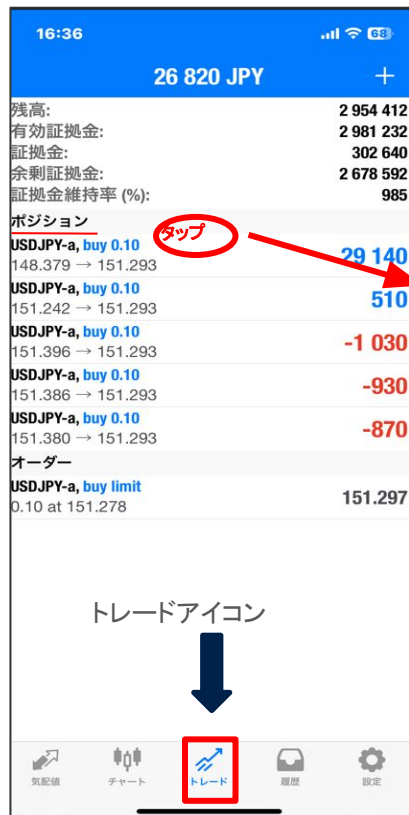 16:36 68
26 820 JPY +
残高: 2 954 412
有効証拠金: 2 981 232
証拠金: 302 640
余剰証拠金: 2 678 592
証拠金維持率 (%): 985
ポジション
タップ
USDJPY-a, buy 0.10
148.379 → 151.293 29 140
USDJPY-a, buy 0.10
151.242 → 151.293 510
USDJPY-a, buy 0.10
151.396 → 151.293 -1 030
USDJPY-a, buy 0.10
151.386 → 151.293 -930
USDJPY-a, buy 0.10
151.380 → 151.293 -870
オーダー
USDJPY-a, buy limit
0.10 at 151.278 151.297
トレードアイコン
気配値 チャート トレード 履歴 設定